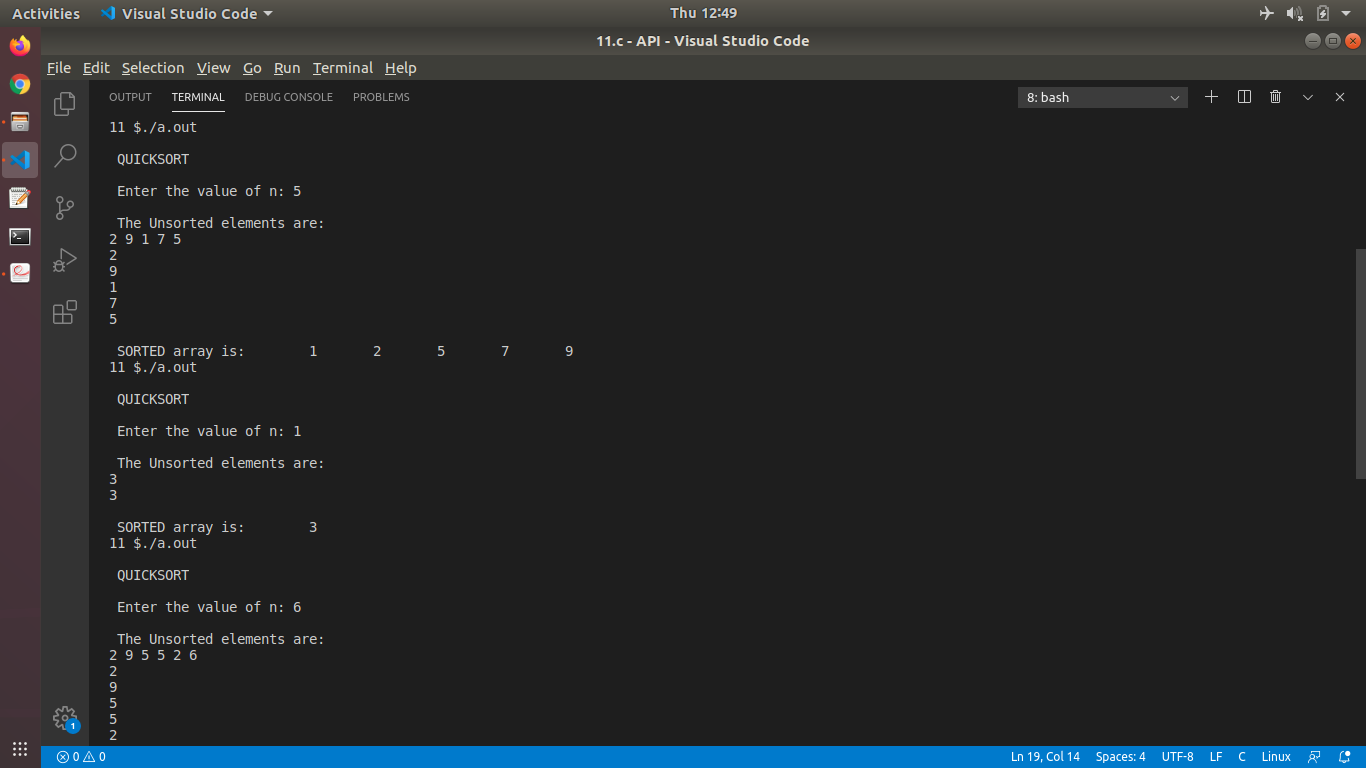 Activities Visual Studio Code Thu 12:49
11.c - API - Visual Studio Code
File Edit Selection View Go Run Terminal Help
OUTPUT TERMINAL DEBUG CONSOLE PROBLEMS 8: bash
11 $./a.out
QUICKSORT
Enter the value of n: 5
The Unsorted elements are:
2 9 1 7 5
2
9
1
7
5
SORTED array is: 1 2 5 7 9
11 $./a.out
QUICKSORT
Enter the value of n: 1
The Unsorted elements are:
3
3
SORTED array is: 3
11 $./a.out
QUICKSORT
Enter the value of n: 6
The Unsorted elements are:
2 9 5 5 2 6
2
9
5
5
2
1
0 0 Ln 19, Col 14 Spaces: 4 UTF-8 LF C Linux